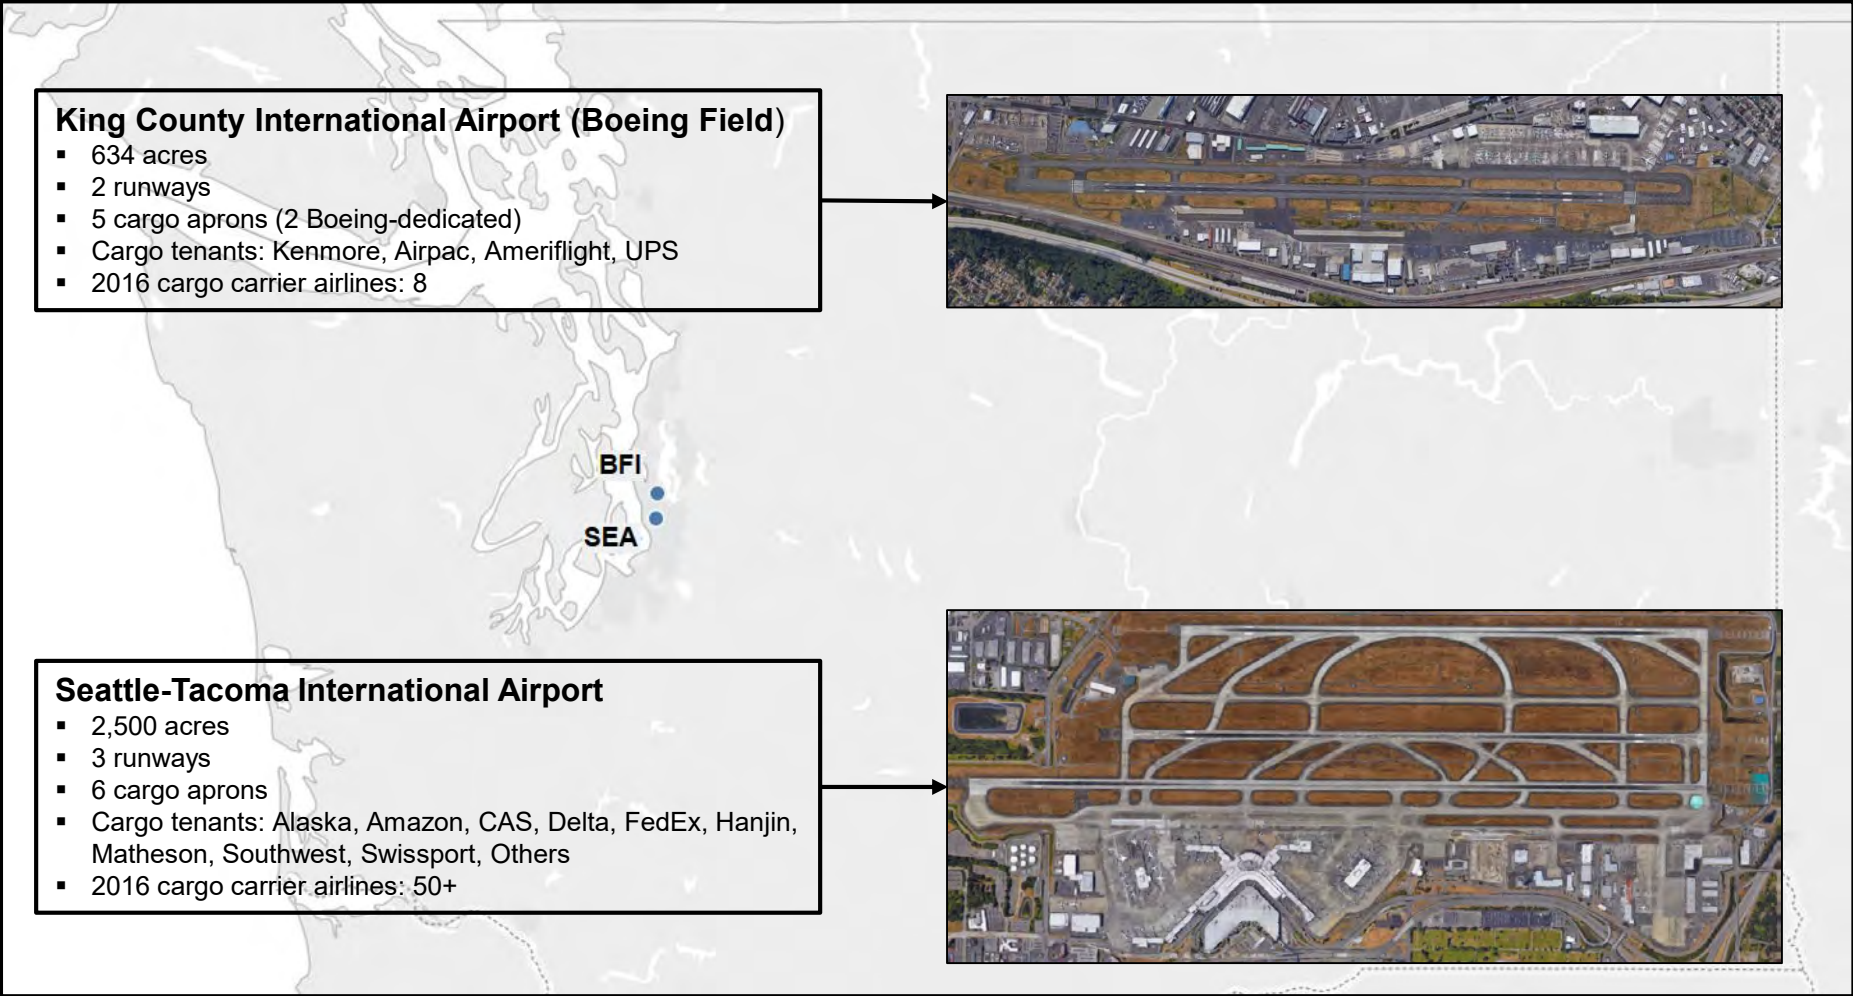 King County International Airport (Boeing Field)
▪ 634 acres
▪ 2 runways
▪ 5 cargo aprons (2 Boeing-dedicated)
▪ Cargo tenants: Kenmore, Airpac, Ameriflight, UPS
▪ 2016 cargo carrier airlines: 8
BFI
SEA
Seattle-Tacoma International Airport
▪ 2,500 acres
▪ 3 runways
▪ 6 cargo aprons
▪ Cargo tenants: Alaska, Amazon, CAS, Delta, FedEx, Hanjin,
Matheson, Southwest, Swissport, Others
▪ 2016 cargo carrier airlines: 50+